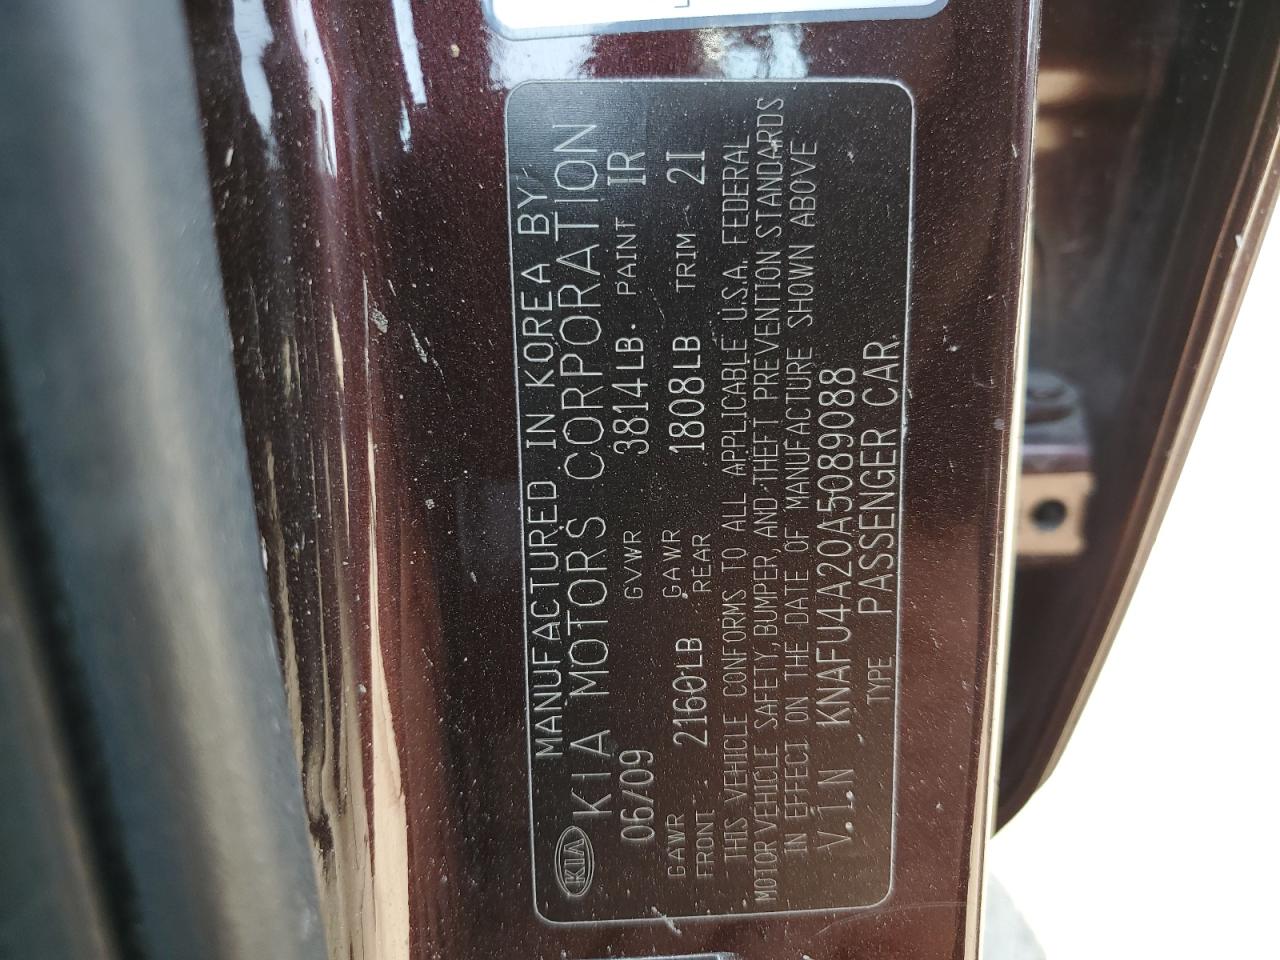 MANUFACTURED IN KOREA BY
KIA KIA MOTORS CORPORATION
06/09 GVWR 3814LB PAINT IR
GAWR FRONT 2160LB GAWR REAR 1808LB TRIM 2I
THIS VEHICLE CONFORMS TO ALL APPLICABLE U.S.A. FEDERAL
MOTOR VEHICLE SAFETY, BUMPER, AND THEFT PREVENTION STANDARDS
IN EFFECT ON THE DATE OF MANUFACTURE SHOWN ABOVE
V.I.N KNAFU4A20A5089088
TYPE PASSENGER CAR